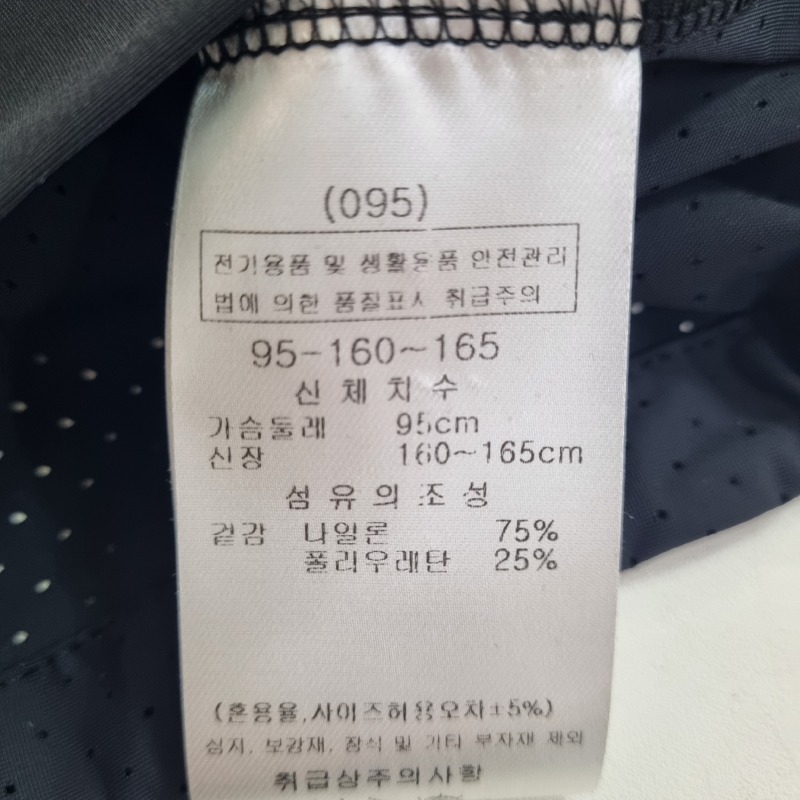 (095)
전기용품 및 생활용품 안전관리
법에 의한 품질표시 취급주의
95-160~165
신체치수
가슴둘레 95cm
신장 160~165cm
섬유의조성
겉감 나일론 75%
폴리우레탄 25%
(혼용율,사이즈허용오차±5%)
심지, 보강재, 장식 및 기타 부자재 제외
취급상주의사항